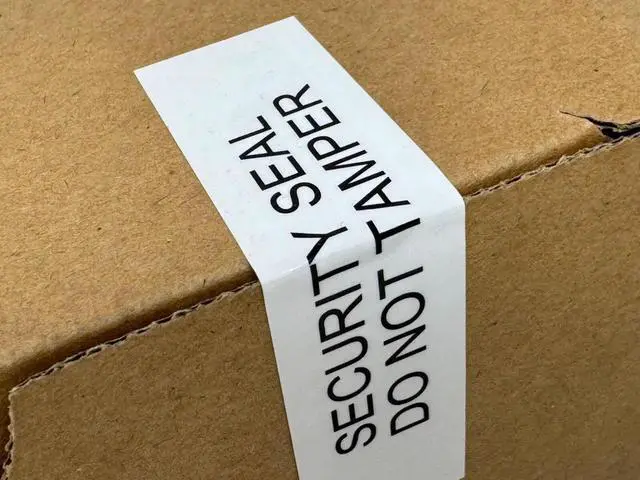 SECURITY SEAL
DO NOT TAMPER